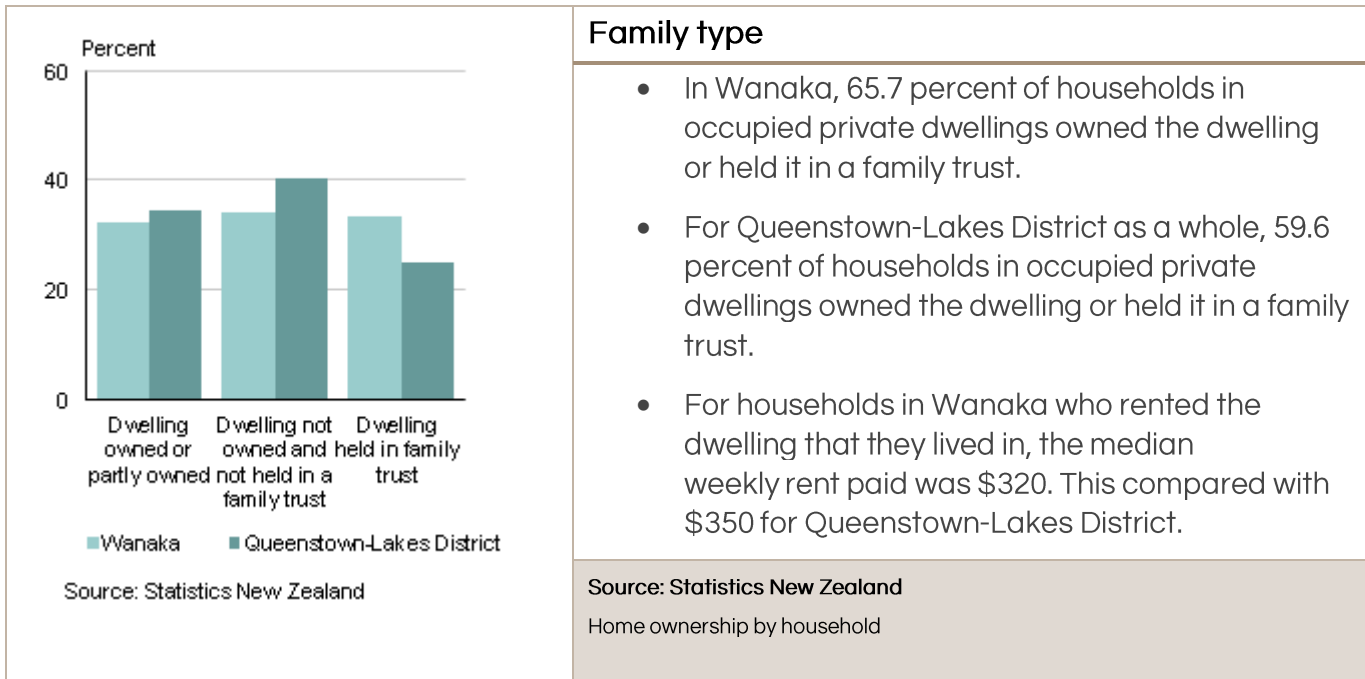 Percent
60
40
20
0
Dwelling owned or partly owned
Dwelling not owned and not held in a family trust
Dwelling held in family trust
Wanaka
Queenstown-Lakes District
Source: Statistics New Zealand
Family type
• In Wanaka, 65.7 percent of households in
occupied private dwellings owned the dwelling
or held it in a family trust.
• For Queenstown-Lakes District as a whole, 59.6
percent of households in occupied private
dwellings owned the dwelling or held it in a family
trust.
• For households in Wanaka who rented the
dwelling that they lived in, the median
weekly rent paid was $320. This compared with
$350 for Queenstown-Lakes District.
Source: Statistics New Zealand
Home ownership by household